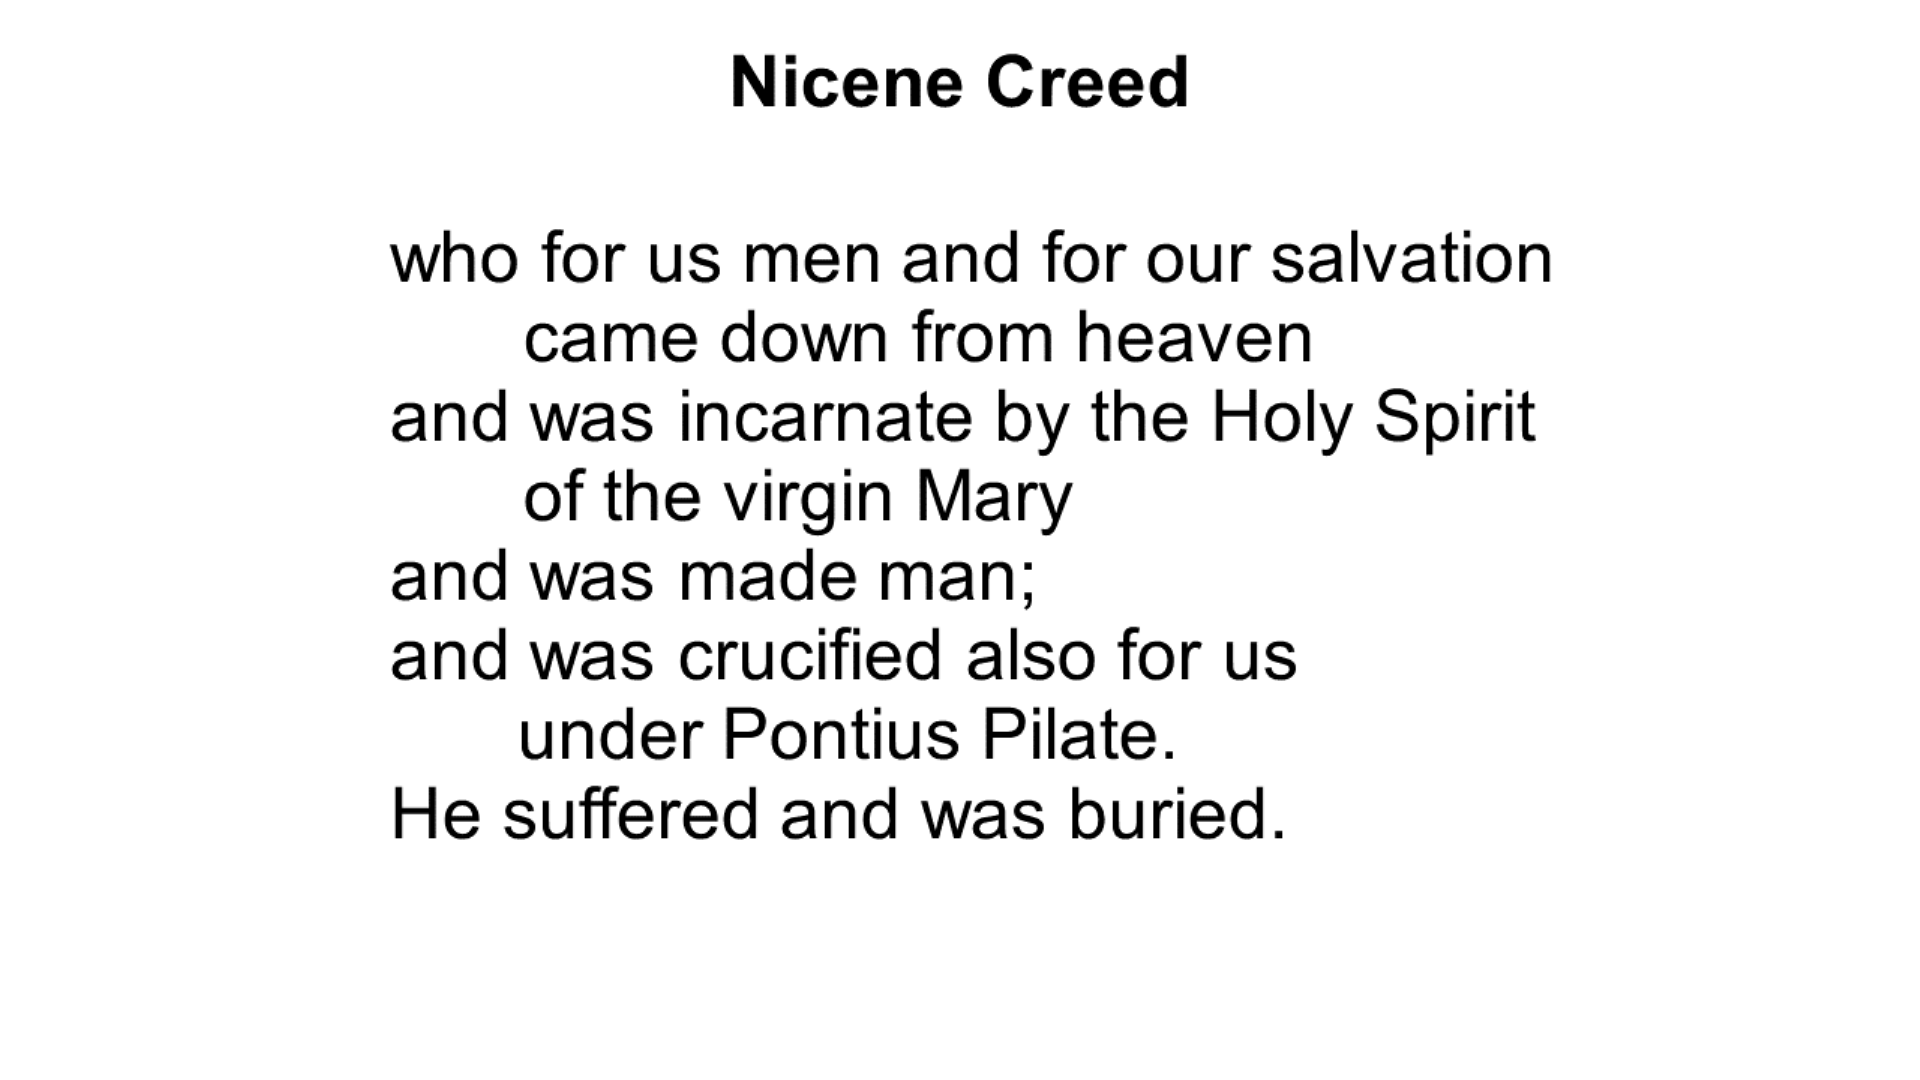 Nicene Creed
who for us men and for our salvation
came down from heaven
and was incarnate by the Holy Spirit
of the virgin Mary
and was made man;
and was crucified also for us
under Pontius Pilate.
He suffered and was buried.